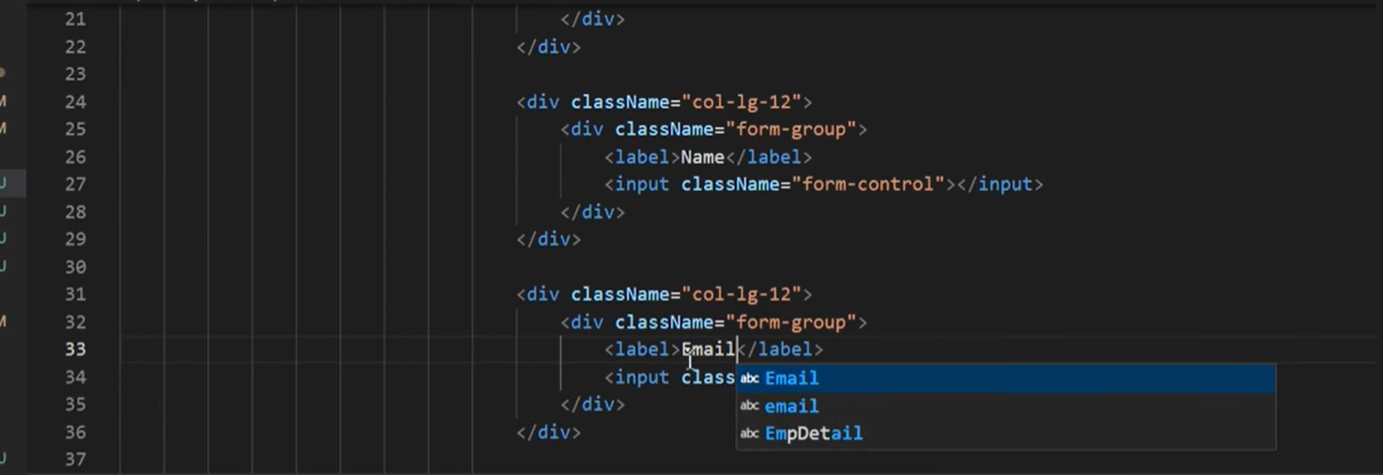 21 </div>
22 </div>
23
24 <div className="col-lg-12">
M
25 <div className="form-group">
M
26 <label>Name</label>
27 <input className="form-control"></input>
U
28 </div>
U
29 </div>
U
30
U
31 <div className="col-lg-12">
32 <div className="form-group">
M
33 <label>Email</label>
34 <input class
abc Email
35 </div>
abc email
36 </div>
abc EmpDetail
37
U